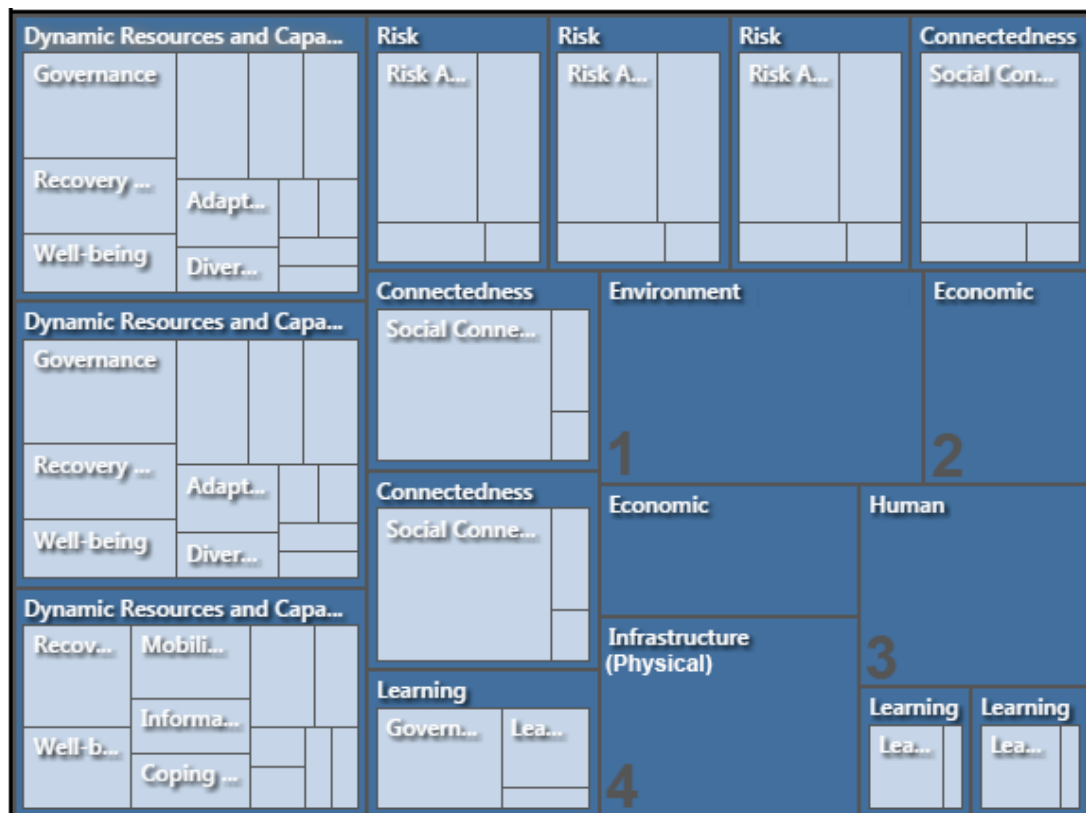 Dynamic Resources and Capa...
Governance
Recovery ...
Well-being
Adapt...
Diver...
Risk
Risk A...
Risk
Risk A...
Risk
Risk A...
Connectedness
Social Con...
Dynamic Resources and Capa...
Governance
Recovery ...
Well-being
Adapt...
Diver...
Connectedness
Social Conne...
Environment
1
Economic
2
Connectedness
Social Conne...
Economic
Human
3
Dynamic Resources and Capa...
Recov...
Well-b...
Mobili...
Informa...
Coping ...
Learning
Govern...
Lea...
Infrastructure
(Physical)
4
Learning
Lea...
Learning
Lea...